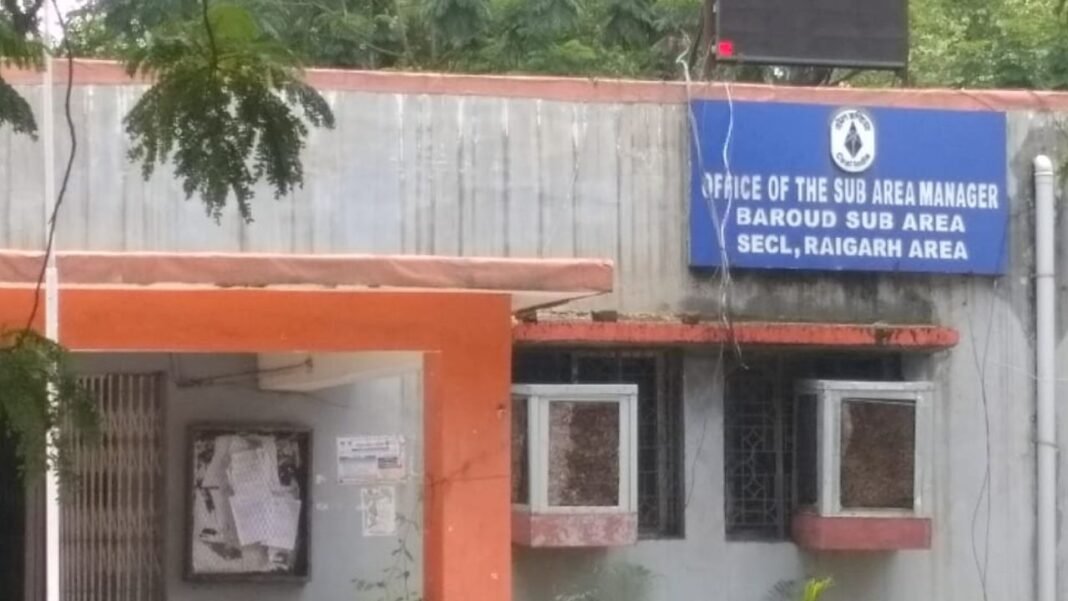 OFFICE OF THE SUB AREA MANAGER
BAROUD SUB AREA
SECL, RAIGARH AREA